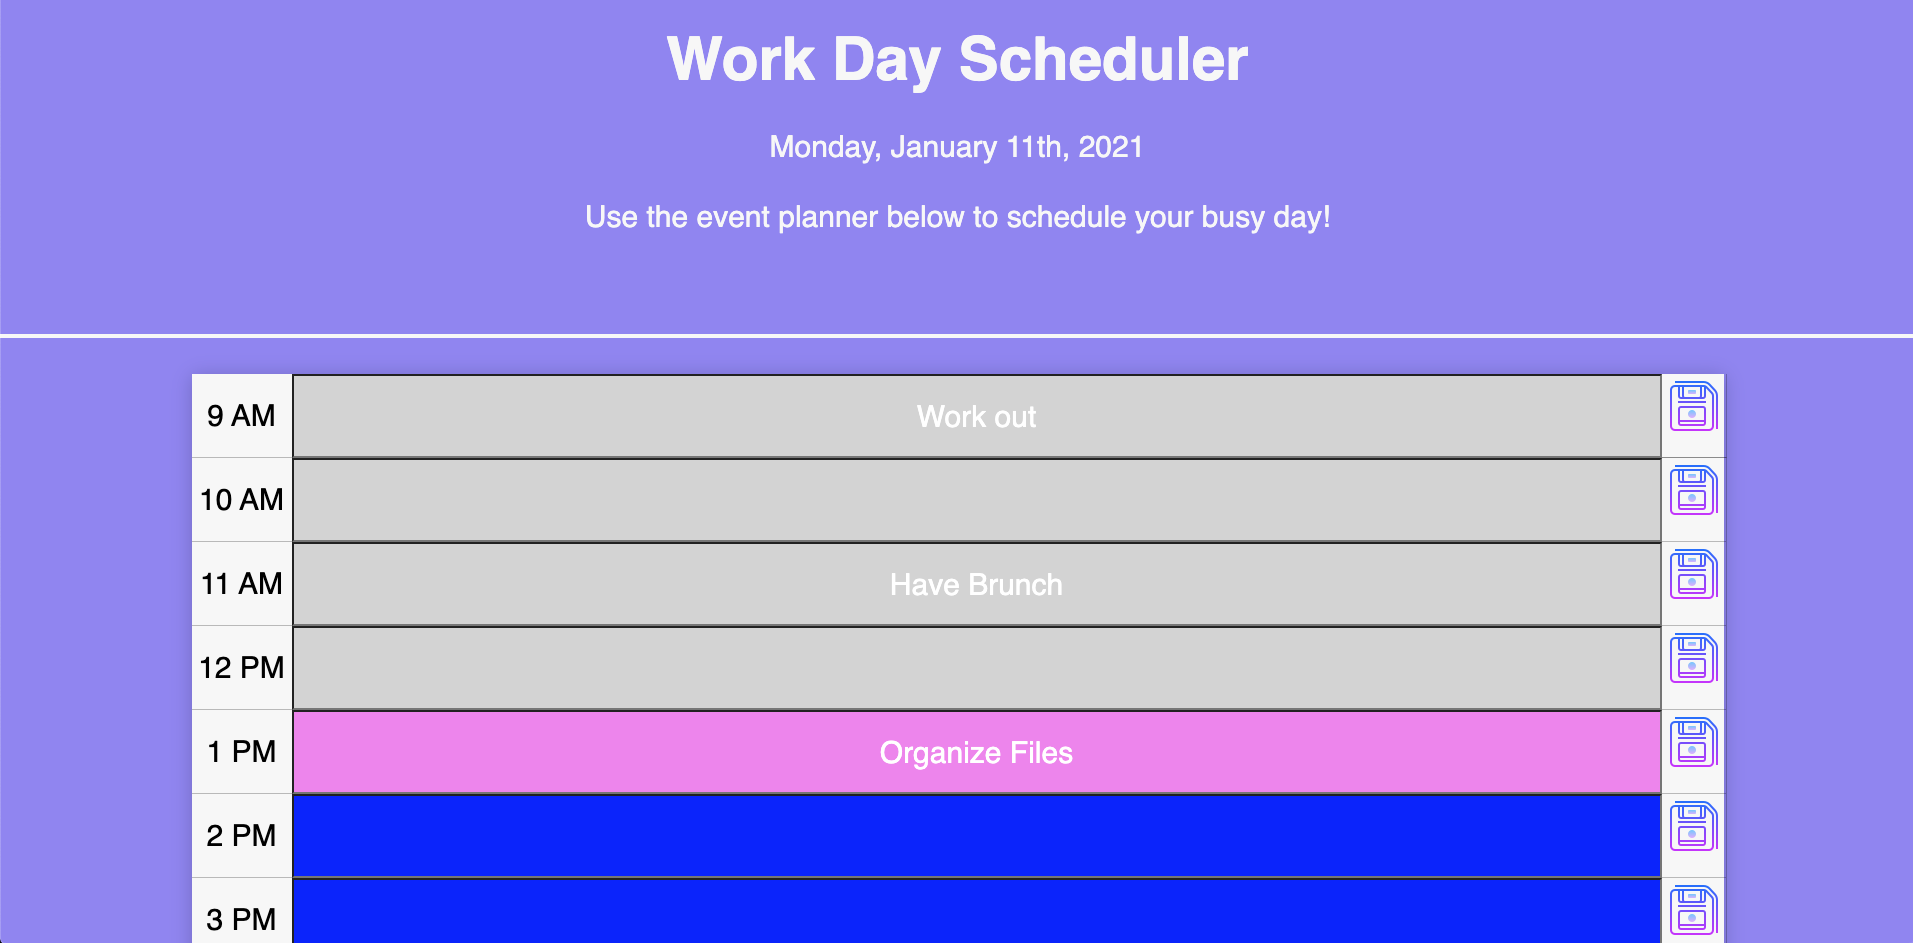 Work Day Scheduler
Monday, January 11th, 2021
Use the event planner below to schedule your busy day!
9 AM
Work out
10 AM
11 AM
Have Brunch
12 PM
1 PM
Organize Files
2 PM
3 PM